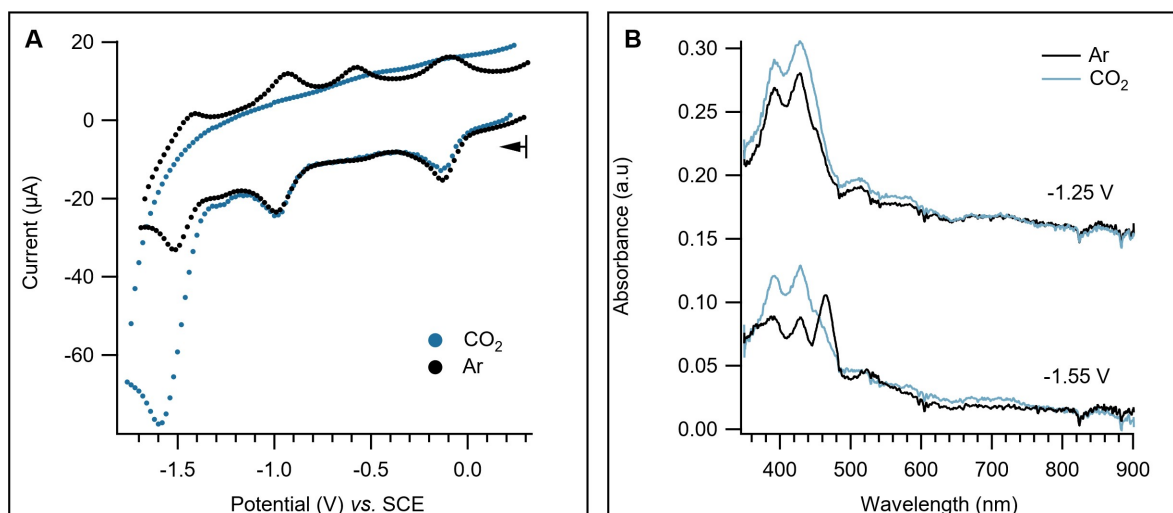 A
20
0
-20
-40
-60
Current (µA)
CO2
Ar
-1.5 -1.0 -0.5 0.0
Potential (V) vs. SCE
B
0.30
0.25
0.20
0.15
0.10
0.05
0.00
Absorbance (a.u)
Ar
CO2
-1.25 V
-1.55 V
400 500 600 700 800 900
Wavelength (nm)